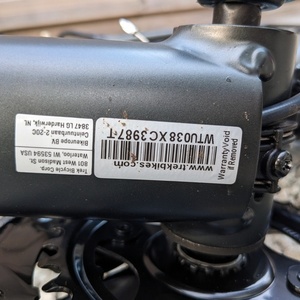 WTU038XC3987-T
www.trekbikes.com
Warranty Void
if Removed
Trek Bicycle Corp.
801 West Madison St.
Waterloo, WI 53594 USA
Bikeurope BV
Ceintuurbaan 2-20C
3847 LG Harderwijk, NL